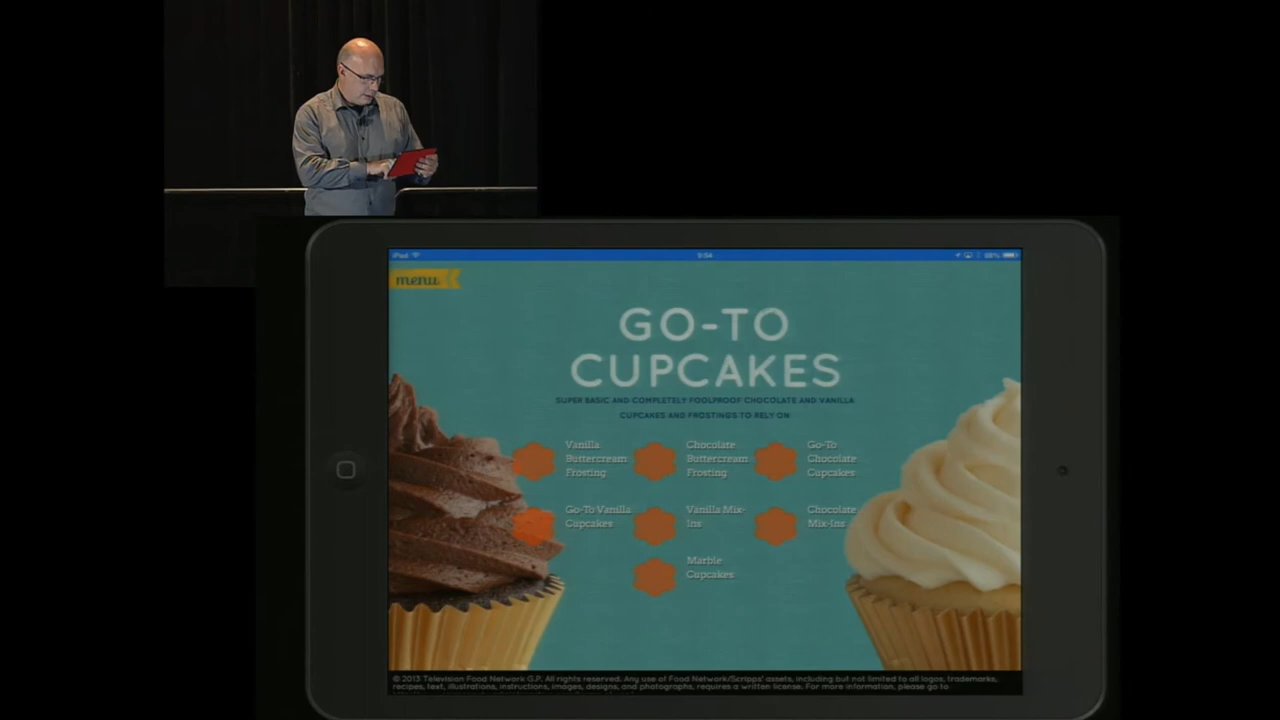 iPad
9:54
68%
menu
GO-TO
CUPCAKES
SUPER BASIC AND COMPLETELY FOOLPROOF CHOCOLATE AND VANILLA
CUPCAKES AND FROSTINGS TO RELY ON
Vanilla
Buttercream
Frosting
Chocolate
Buttercream
Frosting
Go-To
Chocolate
Cupcakes
Go-To Vanilla
Cupcakes
Vanilla Mix-
Ins
Chocolate
Mix-Ins
Marble
Cupcakes
© 2013 Television Food Network G.P. All rights reserved. Any use of Food Network/Scripps' assets, including but not limited to all logos, trademarks,
recipes, text, illustrations, instructions, images, designs, and photographs, requires a written license. For more information, please go to